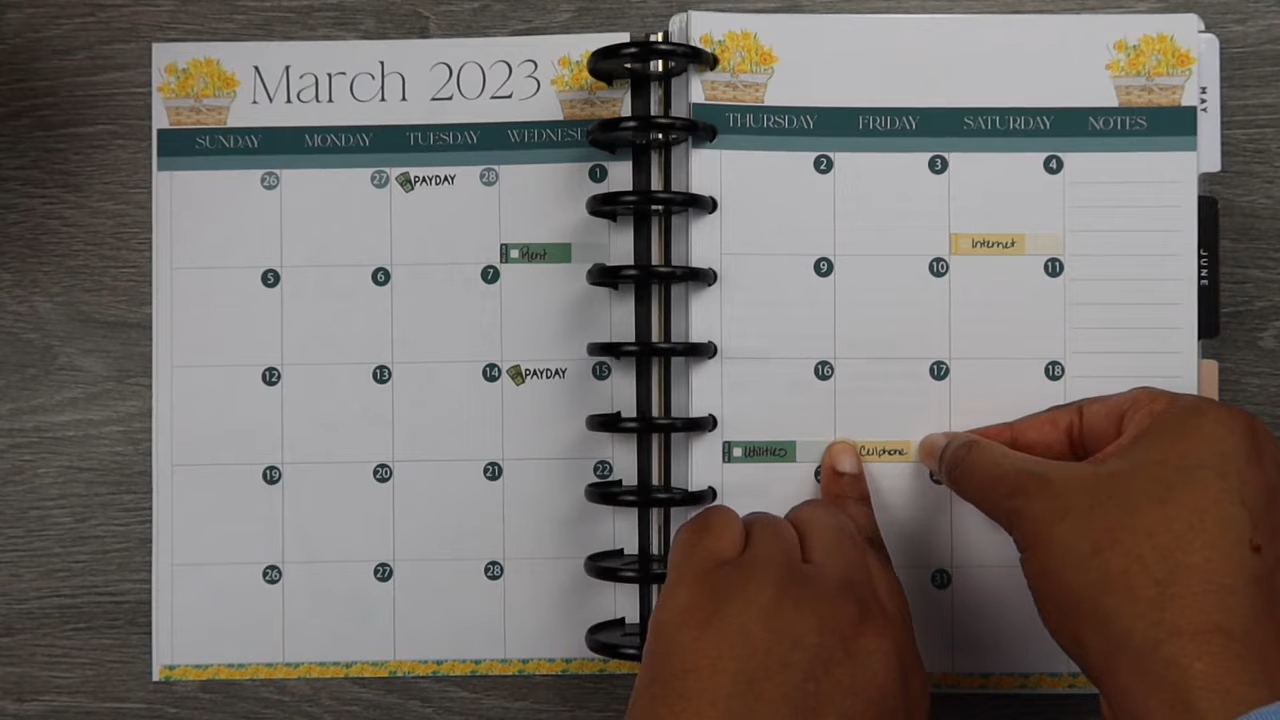 March 2023
SUNDAY MONDAY TUESDAY WEDNESD THURSDAY FRIDAY SATURDAY NOTES
26 27 PAYDAY 28 1 2 3 4
Rent Internet
5 6 7 9 10 11
12 13 14 PAYDAY 15 16 17 18
Utilities Cellphone
19 20 21 22
26 27 28 31
MAY
JUNE